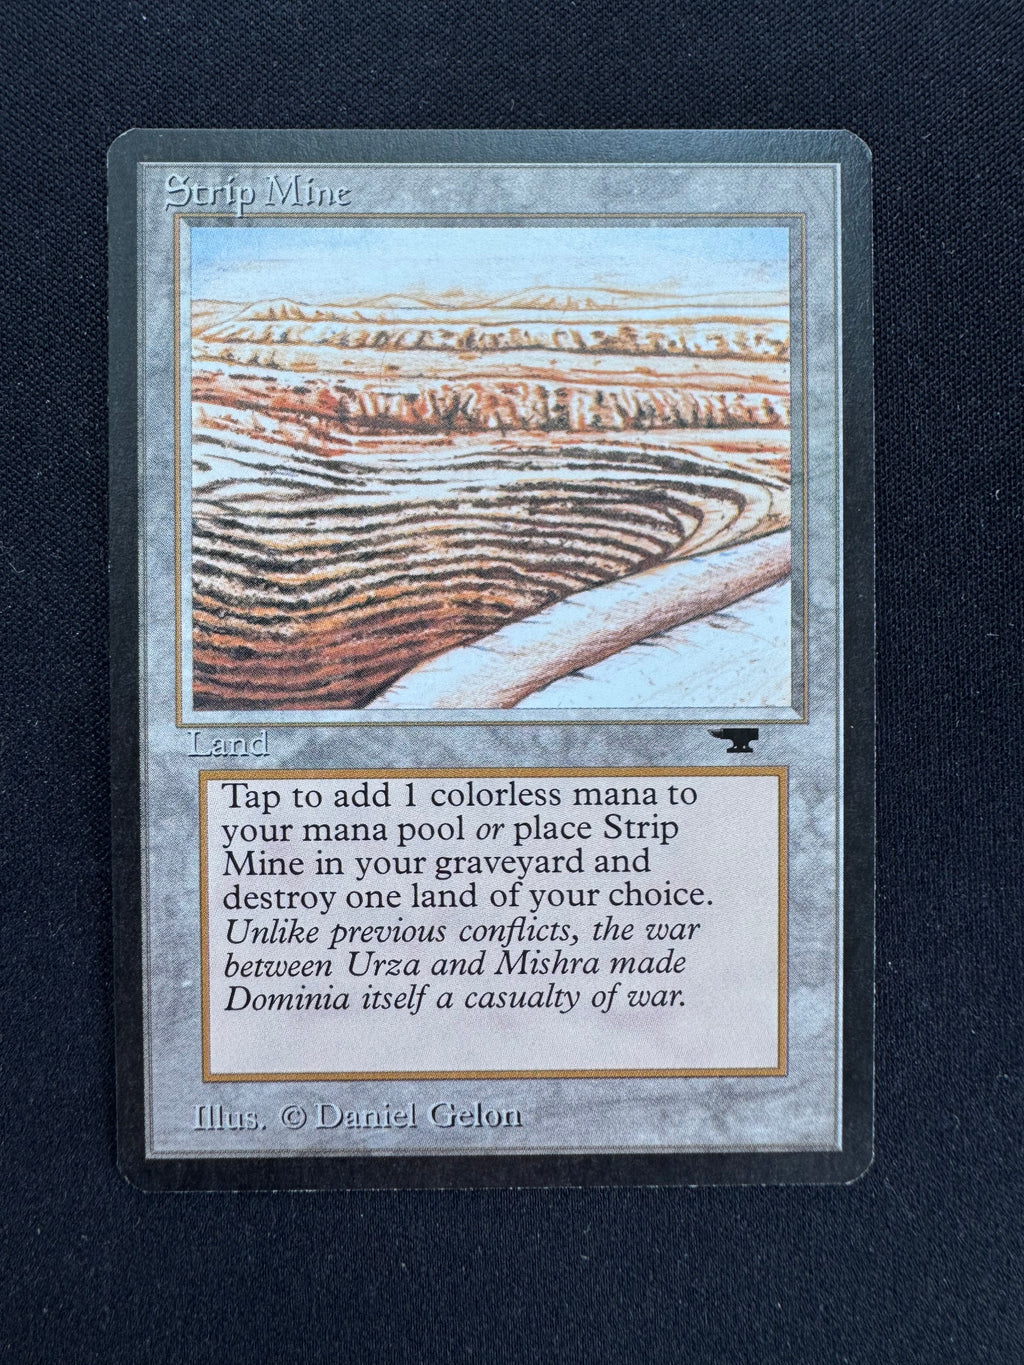 Strip Mine
Land
Tap to add 1 colorless mana to
your mana pool or place Strip
Mine in your graveyard and
destroy one land of your choice.
Unlike previous conflicts, the war
between Urza and Mishra made
Dominia itself a casualty of war.
Illus. © Daniel Gelon